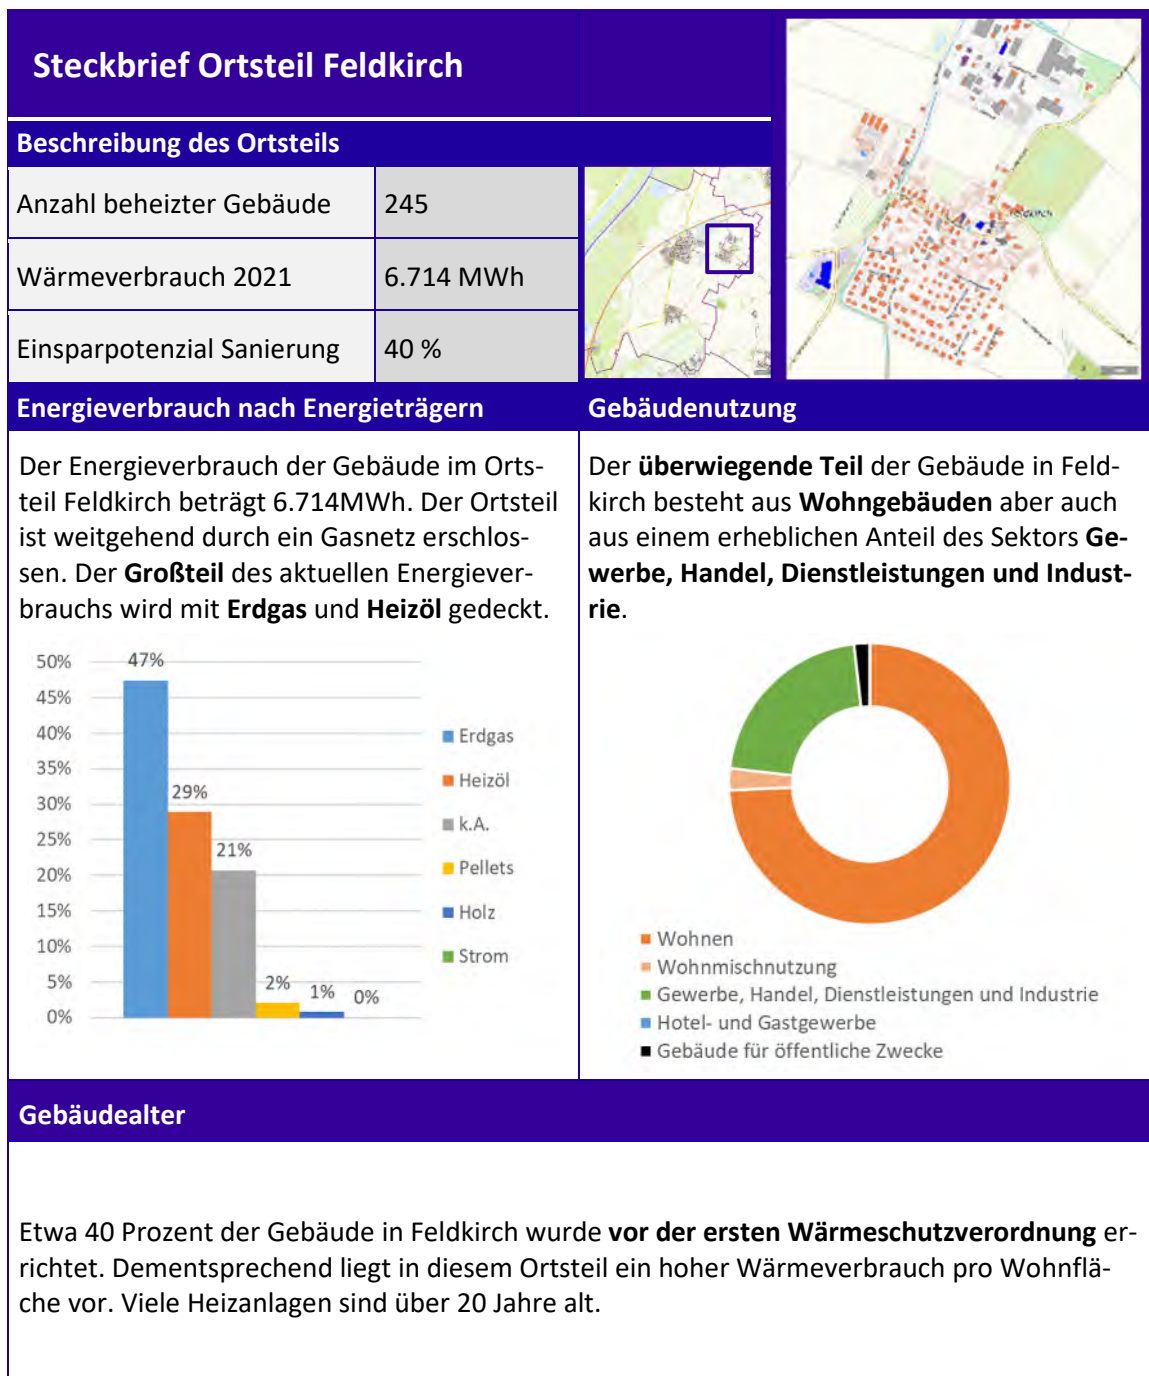 Steckbrief Ortsteil Feldkirch
Beschreibung des Ortsteils
Anzahl beheizter Gebäude 245
Wärmeverbrauch 2021 6.714 MWh
Einsparpotenzial Sanierung 40 %
Feldkirch
Energieverbrauch nach Energieträgern
Der Energieverbrauch der Gebäude im Orts-
teil Feldkirch beträgt 6.714MWh. Der Ortsteil
ist weitgehend durch ein Gasnetz erschlos-
sen. Der Großteil des aktuellen Energiever-
brauchs wird mit Erdgas und Heizöl gedeckt.
50%
45%
40%
35%
30%
25%
20%
15%
10%
5%
0%
47%
29%
21%
2%
1%
0%
Erdgas
Heizöl
k.A.
Pellets
Holz
Strom
Gebäudenutzung
Der überwiegende Teil der Gebäude in Feld-
kirch besteht aus Wohngebäuden aber auch
aus einem erheblichen Anteil des Sektors Ge-
werbe, Handel, Dienstleistungen und Indust-
rie.
Wohnen
Wohnmischnutzung
Gewerbe, Handel, Dienstleistungen und Industrie
Hotel- und Gastgewerbe
Gebäude für öffentliche Zwecke
Gebäudealter
Etwa 40 Prozent der Gebäude in Feldkirch wurde vor der ersten Wärmeschutzverordnung er-
richtet. Dementsprechend liegt in diesem Ortsteil ein hoher Wärmeverbrauch pro Wohnflä-
che vor. Viele Heizanlagen sind über 20 Jahre alt.